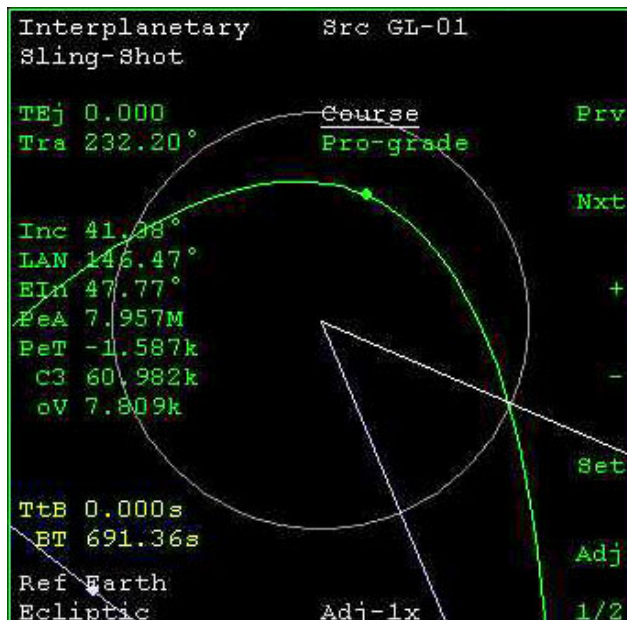 Interplanetary Src GL-01
Sling-Shot
TEj 0.000 Course Prv
Tra 232.20° Pro-grade
Nxt
Inc 41.38°
LAN 146.47°
EIn 47.77° +
PeA 7.957M
PeT -1.587k
C3 60.982k -
oV 7.809k
Set
TtB 0.000s
BT 691.36s Adj
Ref Earth
Ecliptic Adj-1x 1/2